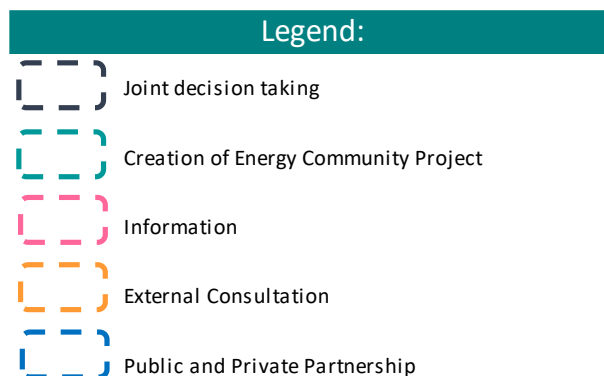 Legend:
Joint decision taking
Creation of Energy Community Project
Information
External Consultation
Public and Private Partnership